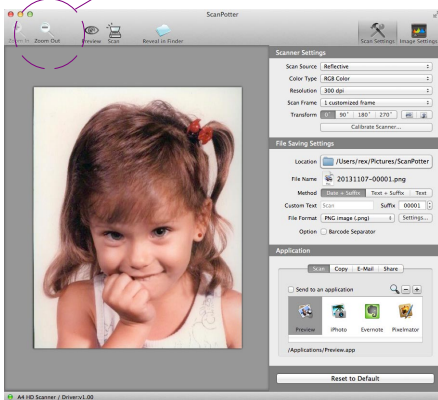 ScanPotter
Zoom In Zoom Out Preview Scan Reveal in Finder Scan Settings Image Settings
Scanner Settings
Scan Source Reflective
Color Type RGB Color
Resolution 300 dpi
Scan Frame 1 customized frame
Transform 0° 90° 180° 270°
Calibrate Scanner...
File Saving Settings
Location /Users/rex/Pictures/ScanPotter
File Name 20131107-00001.png
Method Date + Suffix Text + Suffix Text
Custom Text Scan Suffix 00001
File Format PNG image (.png) Settings...
Option Barcode Separator
Application
Scan Copy E-Mail Share
Send to an application
Preview iPhoto Evernote Pixelmator
/Applications/Preview.app
Reset to Default
A4 HD Scanner / Driver:v1.00